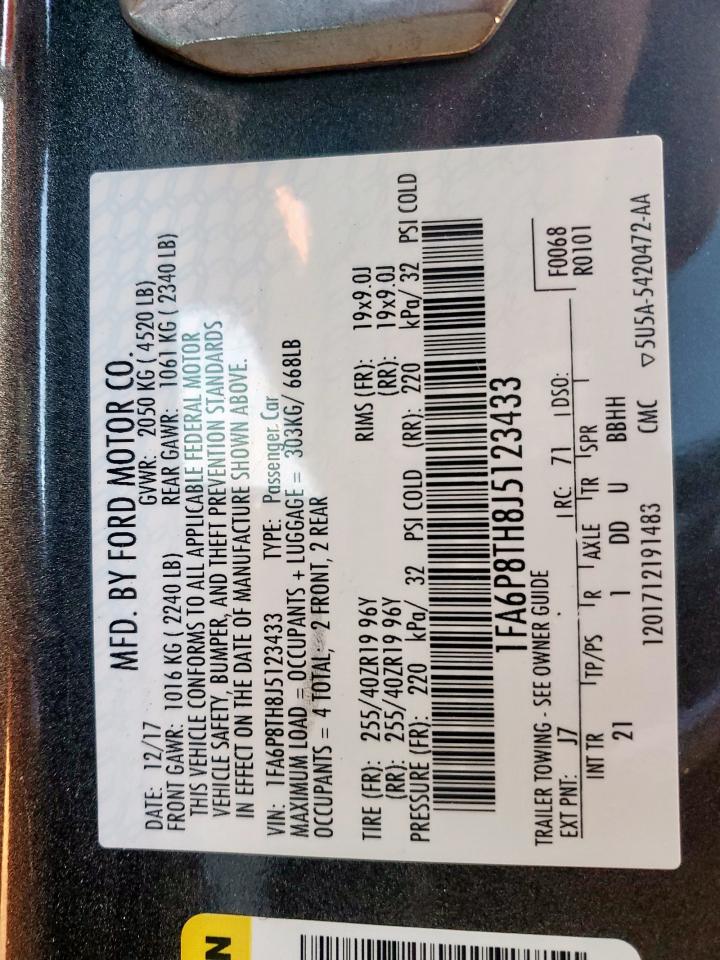 MFD. BY FORD MOTOR CO.
DATE: 12/17 GVWR: 2050 KG ( 4520 LB)
FRONT GAWR: 1016 KG ( 2240 LB) REAR GAWR: 1061 KG ( 2340 LB)
THIS VEHICLE CONFORMS TO ALL APPLICABLE FEDERAL MOTOR
VEHICLE SAFETY, BUMPER, AND THEFT PREVENTION STANDARDS
IN EFFECT ON THE DATE OF MANUFACTURE SHOWN ABOVE.
VIN: 1FA6P8TH8J5123433 TYPE: Passenger Car
MAXIMUM LOAD = OCCUPANTS + LUGGAGE = 303KG/ 668LB
OCCUPANTS = 4 TOTAL, 2 FRONT, 2 REAR
TIRE (FR): 255/40ZR19 96Y RIMS (FR): 19x9.0J
(RR): 255/40ZR19 96Y (RR): 19x9.0J
PRESSURE (FR): 220 kPa/ 32 PSI COLD (RR): 220 kPa/ 32 PSI COLD
1FA6P8TH8J5123433
TRAILER TOWING - SEE OWNER GUIDE
F0068
EXT PNT: J7 RC: 71 DSO: R0101
INT TR TP/PS R AXLE TR SPR
21 I DD U BBHH
1201712191483 CMC ▽5U5A-5420472-AA
N